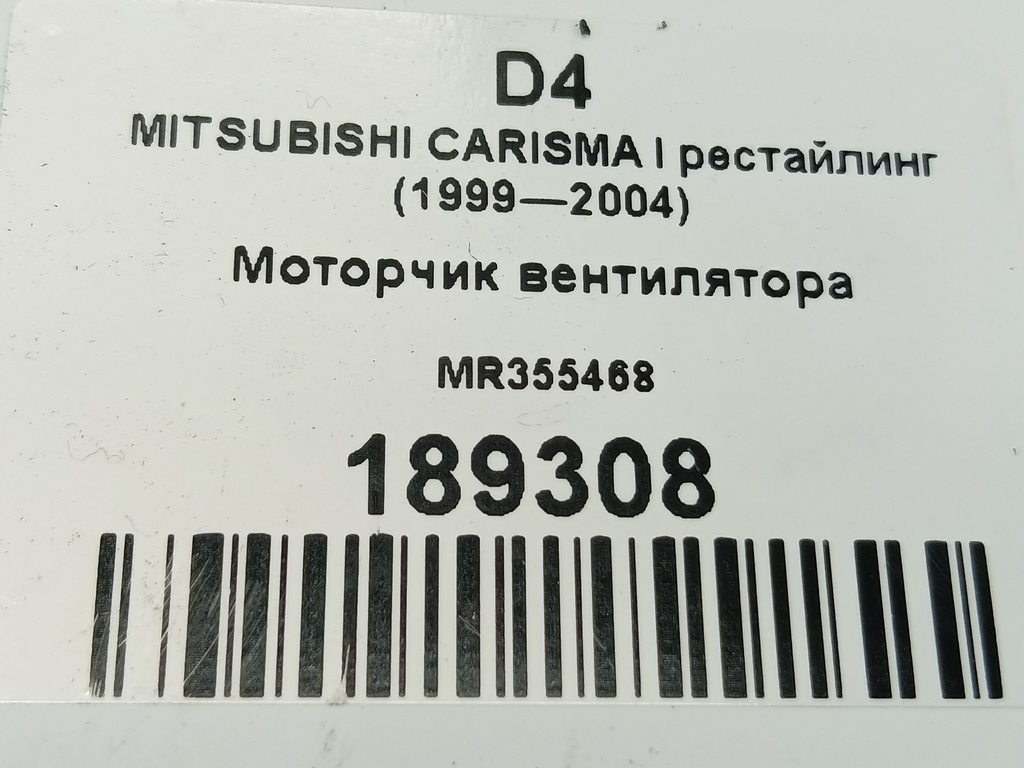 D4
MITSUBISHI CARISMA I рестайлинг
(1999—2004)
Моторчик вентилятора
MR355468
189308